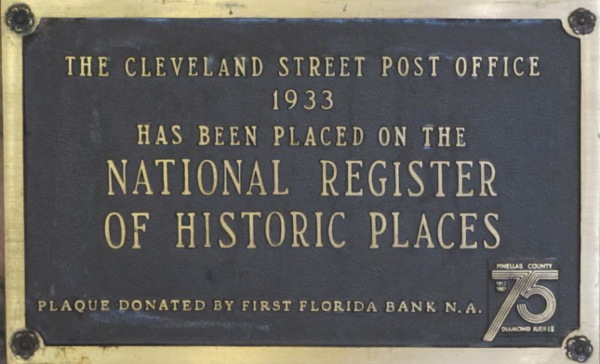 THE CLEVELAND STREET POST OFFICE
1933
HAS BEEN PLACED ON THE
NATIONAL REGISTER
OF HISTORIC PLACES
PLAQUE DONATED BY FIRST FLORIDA BANK N.A.
PINELLAS COUNTY
75
DIAMOND JUBILEE